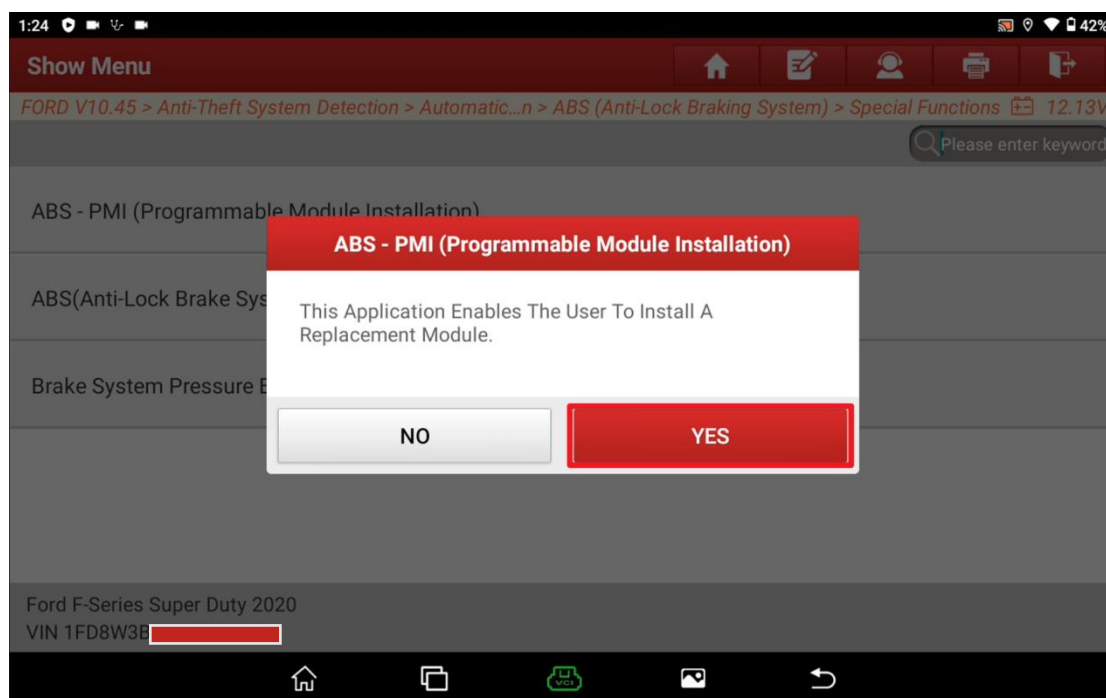 1:24
42%
Show Menu
FORD V10.45 > Anti-Theft System Detection > Automatic...n > ABS (Anti-Lock Braking System) > Special Functions 12.13V
Please enter keyword
ABS - PMI (Programmable Module Installation)
ABS - PMI (Programmable Module Installation)
ABS(Anti-Lock Brake Sys
This Application Enables The User To Install A
Replacement Module.
Brake System Pressure
NO
YES
Ford F-Series Super Duty 2020
VIN 1FD8W3B
VCI